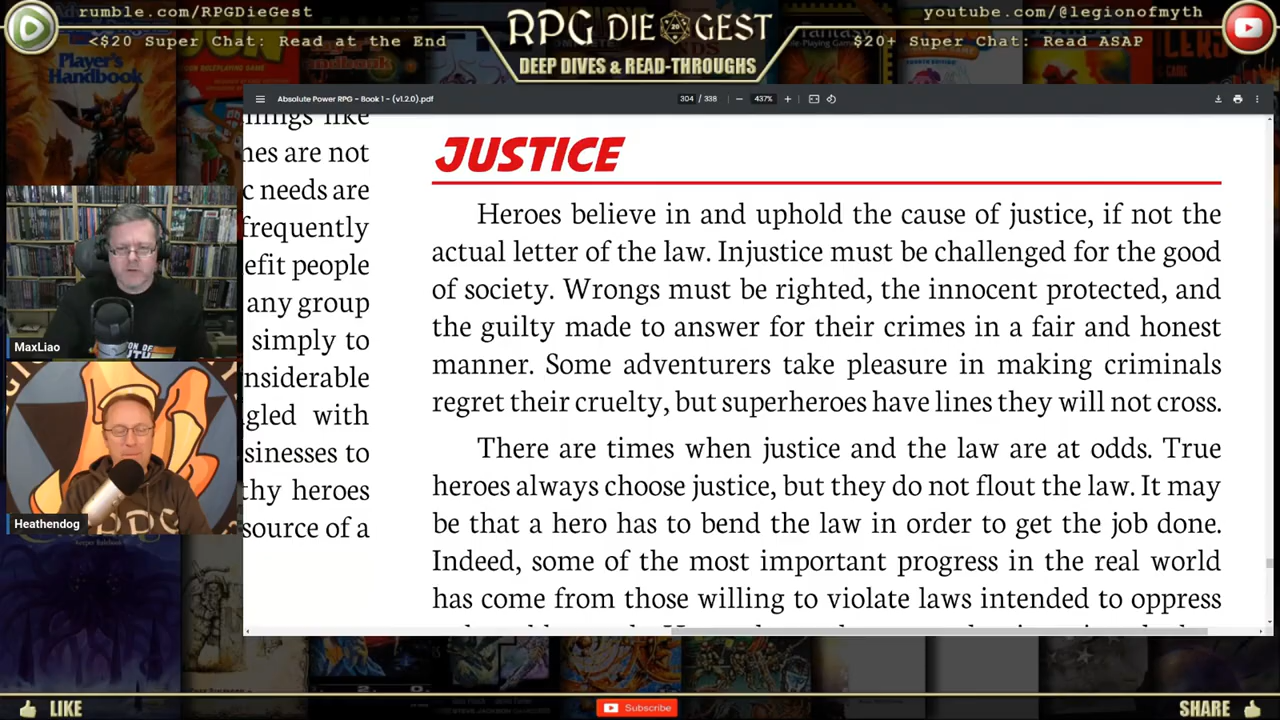 rumble.com/RPGDieGest
<$20 Super Chat: Read at the End
RPG DIE GEST
DEEP DIVES & READ-THROUGHS
youtube.com/@legionofmyth
$20+ Super Chat: Read ASAP
Player's
Handbook
Absolute Power RPG - Book 1 - (v1.2.0).pdf
304 / 338
437%
nes are not
c needs are
frequently
efit people
any group
simply to
nsiderable
gled with
sinesses to
thy heroes
source of a
JUSTICE
Heroes believe in and uphold the cause of justice, if not the
actual letter of the law. Injustice must be challenged for the good
of society. Wrongs must be righted, the innocent protected, and
the guilty made to answer for their crimes in a fair and honest
manner. Some adventurers take pleasure in making criminals
regret their cruelty, but superheroes have lines they will not cross.
There are times when justice and the law are at odds. True
heroes always choose justice, but they do not flout the law. It may
be that a hero has to bend the law in order to get the job done.
Indeed, some of the most important progress in the real world
has come from those willing to violate laws intended to oppress
MaxLiao
Heathendog
LIKE
Subscribe
SHARE